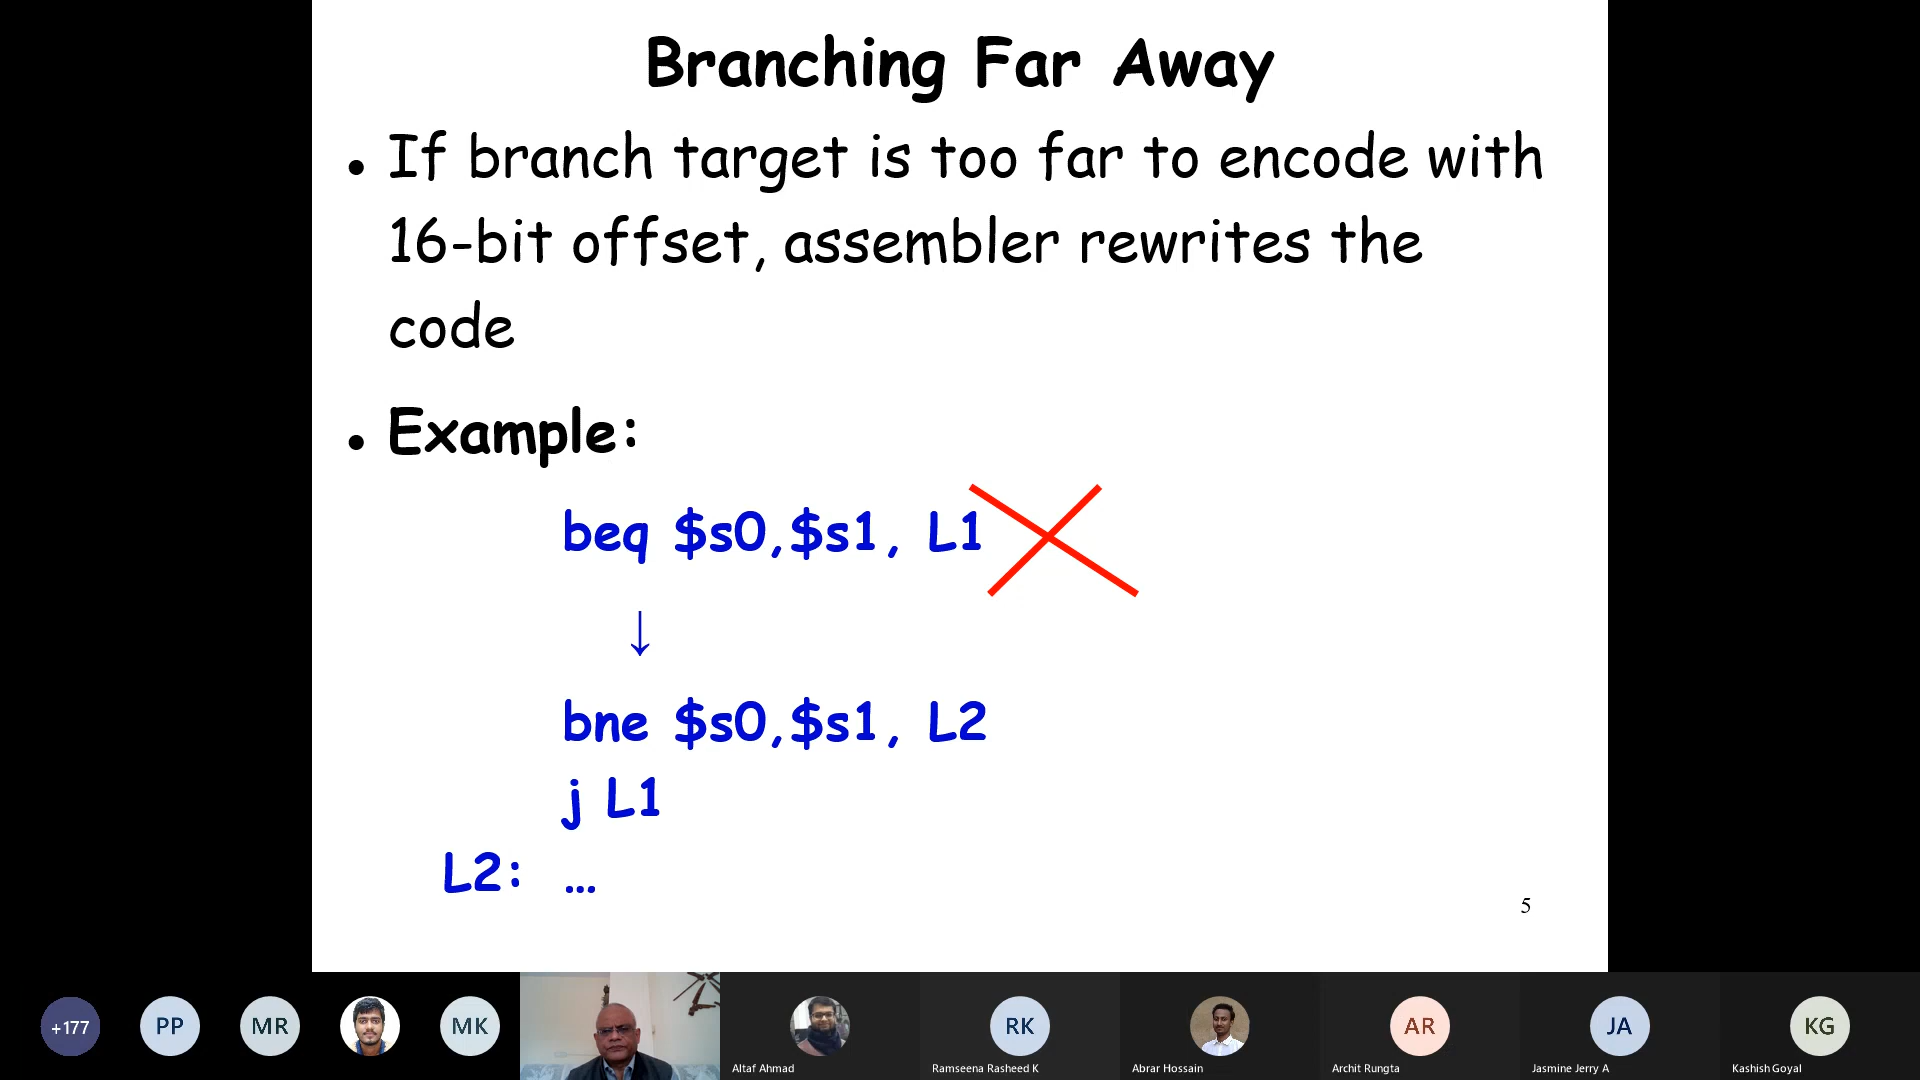 Branching Far Away
• If branch target is too far to encode with
16-bit offset, assembler rewrites the
code
• Example:
beq $s0,$s1, L1
↓
bne $s0,$s1, L2
j L1
L2: …
5
+177 PP MR MK RK AR JA KG
Altaf Ahmad Ramseena Rasheed K Abrar Hossain Archit Rungta Jasmine Jerry A Kashish Goyal